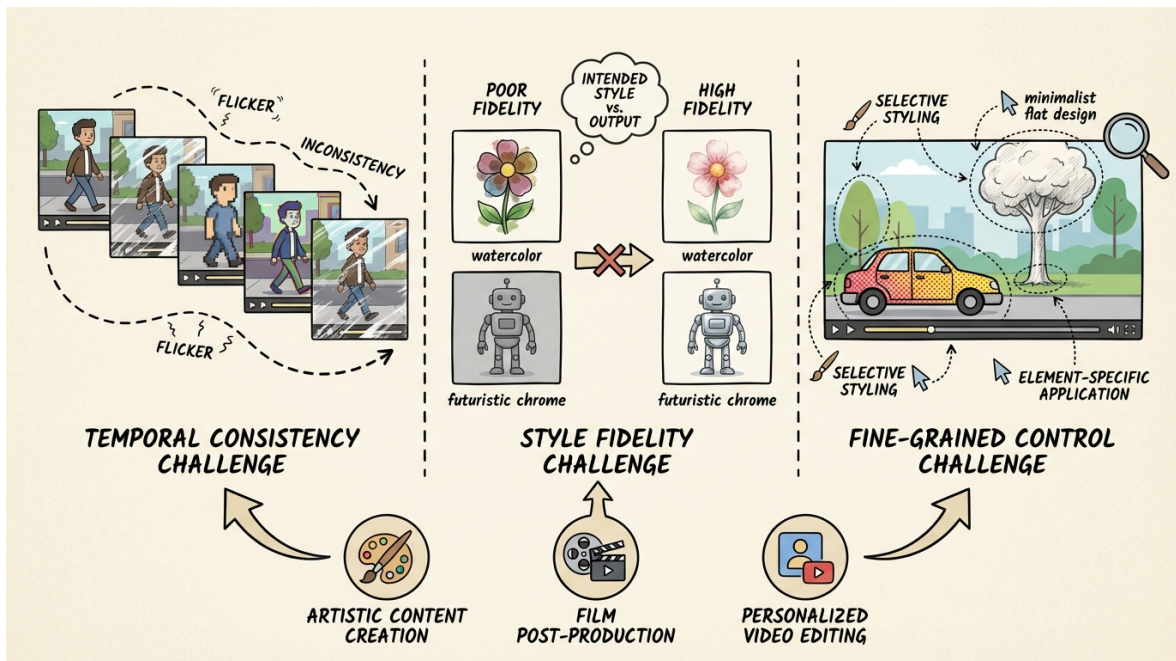 "FLICKER"
INCONSISTENCY
FLICKER
TEMPORAL CONSISTENCY
CHALLENGE
POOR
FIDELITY
INTENDED
STYLE
vs.
OUTPUT
HIGH
FIDELITY
watercolor
watercolor
futuristic chrome
futuristic chrome
STYLE FIDELITY
CHALLENGE
SELECTIVE
STYLING
minimalist
flat design
SELECTIVE
STYLING
ELEMENT-SPECIFIC
APPLICATION
FINE-GRAINED CONTROL
CHALLENGE
ARTISTIC CONTENT
CREATION
FILM
POST-PRODUCTION
PERSONALIZED
VIDEO EDITING